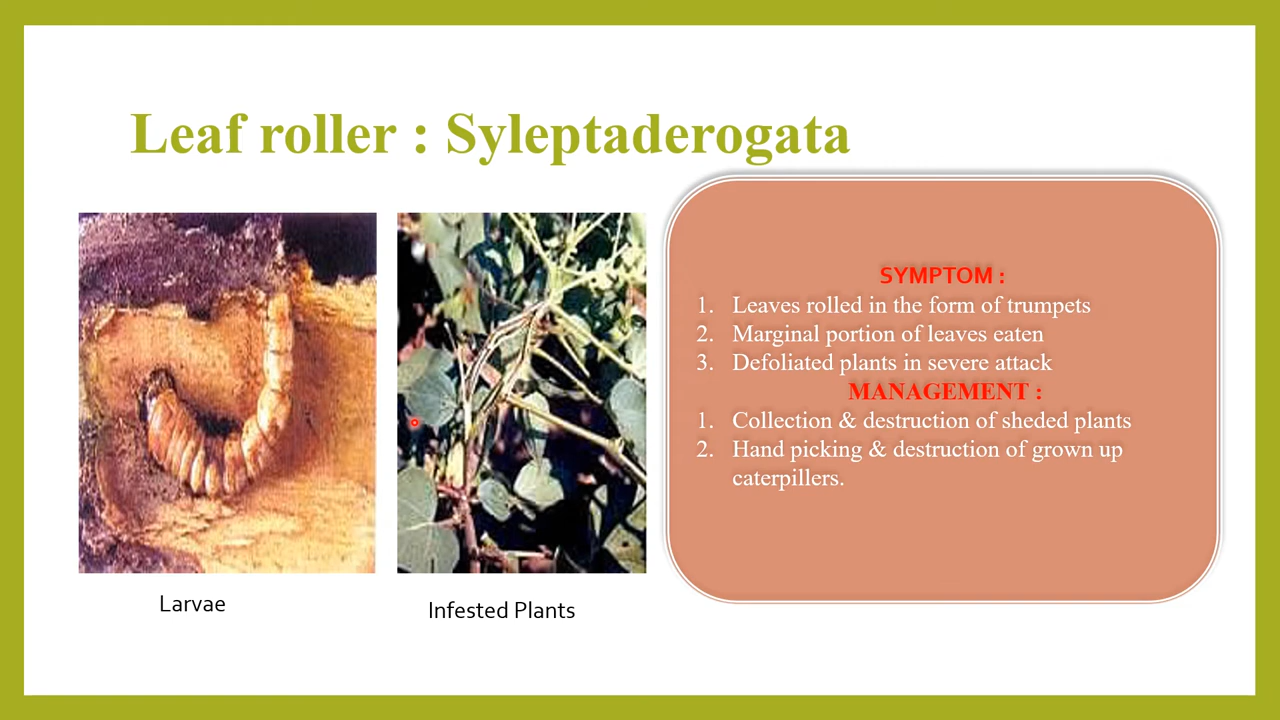 Leaf roller : Syleptaderogata
SYMPTOM :
1. Leaves rolled in the form of trumpets
2. Marginal portion of leaves eaten
3. Defoliated plants in severe attack
MANAGEMENT :
1. Collection & destruction of sheded plants
2. Hand picking & destruction of grown up
caterpillers.
Larvae
Infested Plants